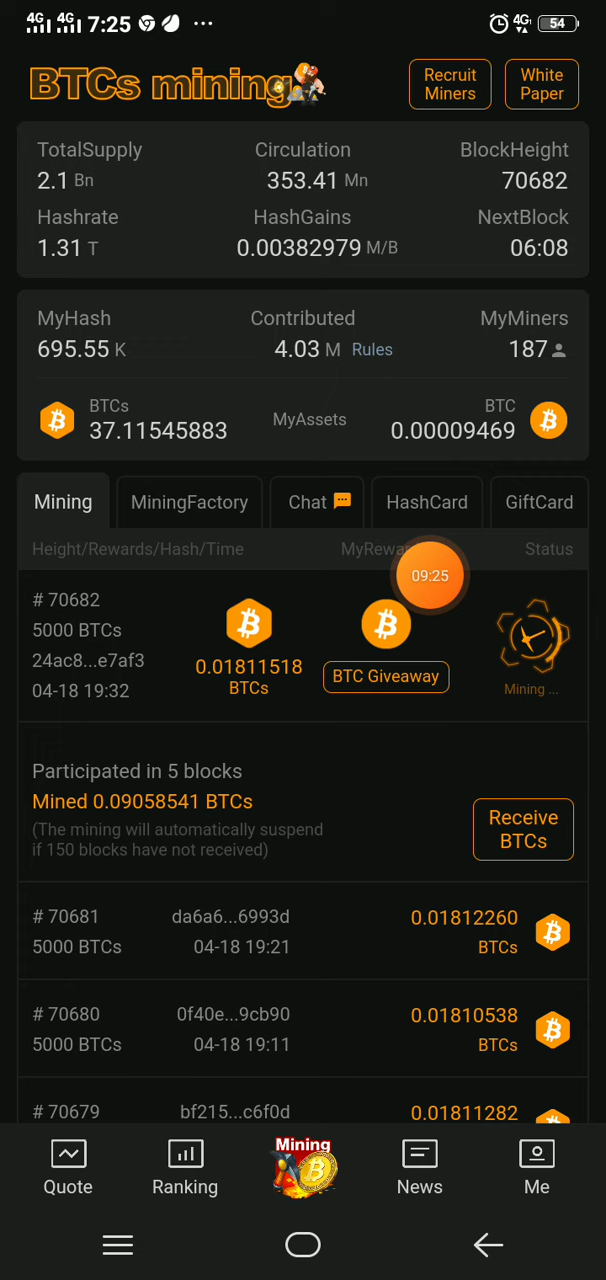 4G 4G 7:25 ... 4G 54
BTCs mining
Recruit
Miners
White
Paper
TotalSupply Circulation BlockHeight
2.1 Bn 353.41 Mn 70682
Hashrate HashGains NextBlock
1.31 T 0.00382979 M/B 06:08
MyHash Contributed MyMiners
695.55 K 4.03 M Rules 187
BTCs MyAssets BTC
37.11545883 0.00009469
Mining MiningFactory Chat HashCard GiftCard
Height/Rewards/Hash/Time Status
09:25
# 70682
5000 BTCs
24ac8...e7af3
04-18 19:32
0.01811518
BTCs
BTC Giveaway
Mining ...
Participated in 5 blocks
Mined 0.09058541 BTCs
(The mining will automatically suspend
if 150 blocks have not received)
Receive
BTCs
# 70681 da6a6...6993d 0.01812260
5000 BTCs 04-18 19:21 BTCs
# 70680 0f40e...9cb90 0.01810538
5000 BTCs 04-18 19:11 BTCs
# 70679 bf215...c6f0d 0.01811282
Mining
Quote Ranking News Me